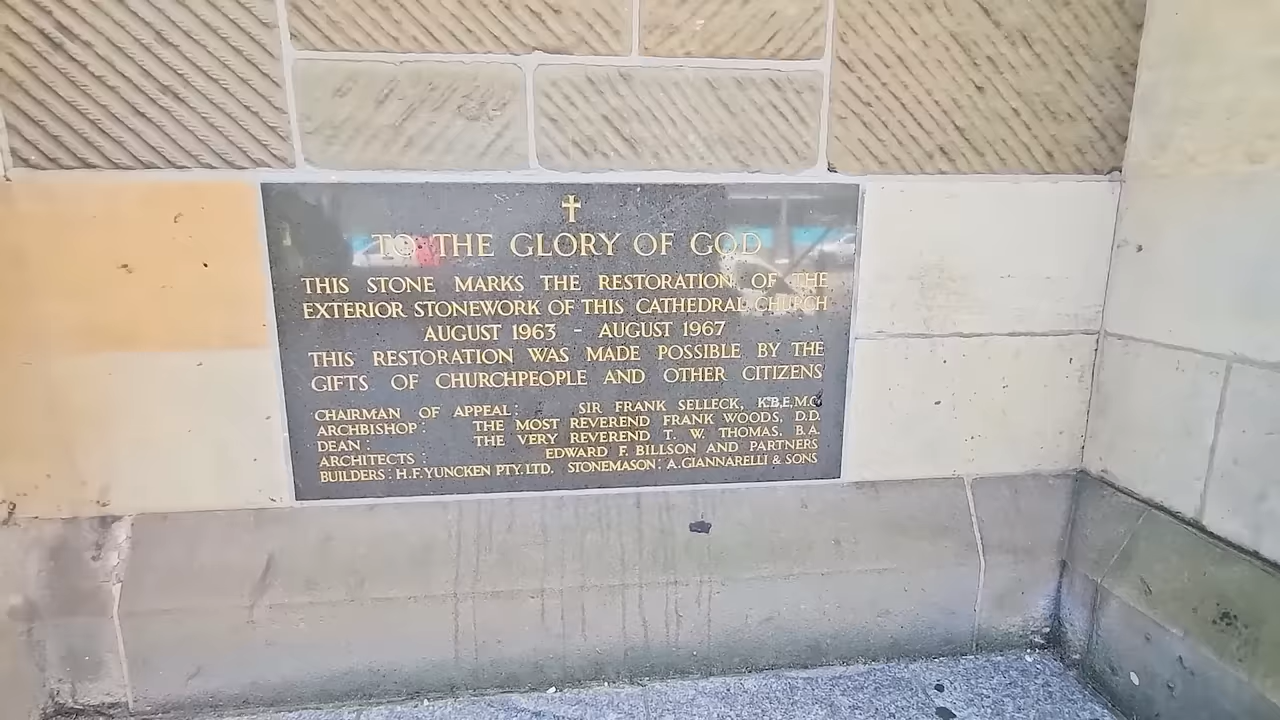 TO THE GLORY OF GOD
THIS STONE MARKS THE RESTORATION OF THE
EXTERIOR STONEWORK OF THIS CATHEDRAL CHURCH
AUGUST 1963 - AUGUST 1967
THIS RESTORATION WAS MADE POSSIBLE BY THE
GIFTS OF CHURCHPEOPLE AND OTHER CITIZENS
CHAIRMAN OF APPEAL: SIR FRANK SELLECK, K.B.E., M.C.
ARCHBISHOP: THE MOST REVEREND FRANK WOODS, D.D.
DEAN: THE VERY REVEREND T. W. THOMAS, B.A.
ARCHITECTS: EDWARD F. BILLSON AND PARTNERS
BUILDERS: H.F. YUNCKEN PTY. LTD. STONEMASON: A. GIANNARELLI & SONS